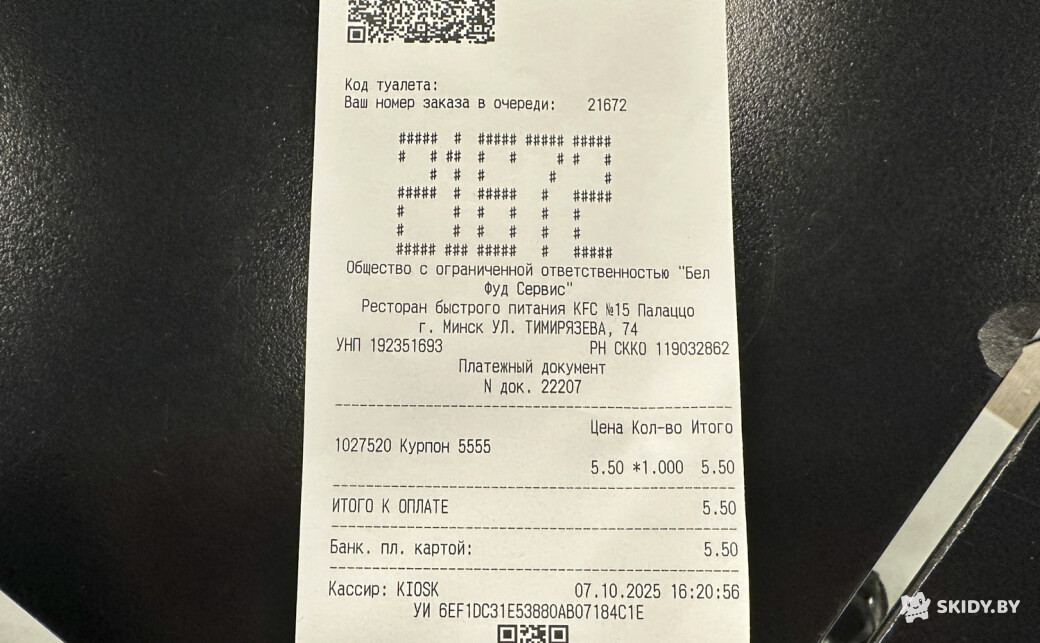 Код туалета:
Ваш номер заказа в очереди: 21672
21672
Общество с ограниченной ответственностью "Бел
Фуд Сервис"
Ресторан быстрого питания KFC №15 Палаццо
г. Минск УЛ. ТИМИРЯЗЕВА, 74
УНП 192351693 РН СККО 119032862
Платежный документ
N док. 22207
Цена Кол-во Итого
1027520 Курпон 5555
5.50 *1.000 5.50
ИТОГО К ОПЛАТЕ 5.50
Банк. пл. картой: 5.50
Кассир: KIOSK 07.10.2025 16:20:56
УИ 6EF1DC31E53880AB07184C1E
SKIDY.BY